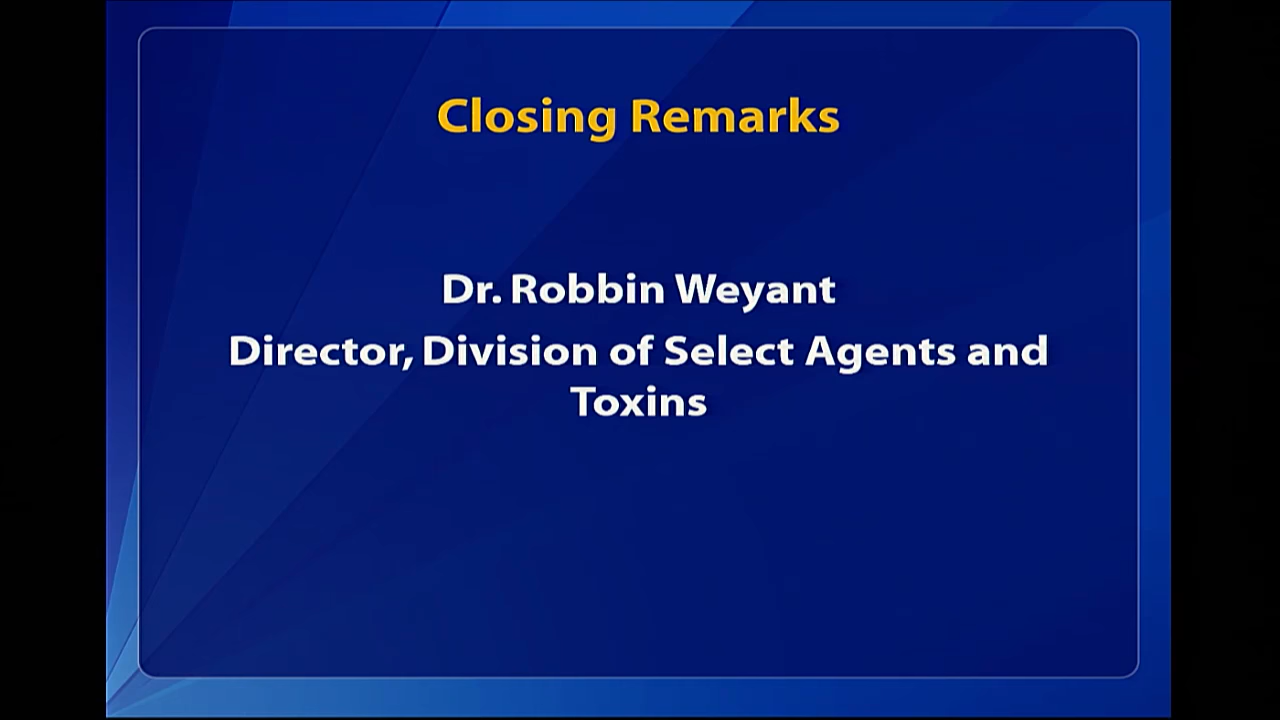 Closing Remarks
Dr. Robbin Weyant
Director, Division of Select Agents and
Toxins